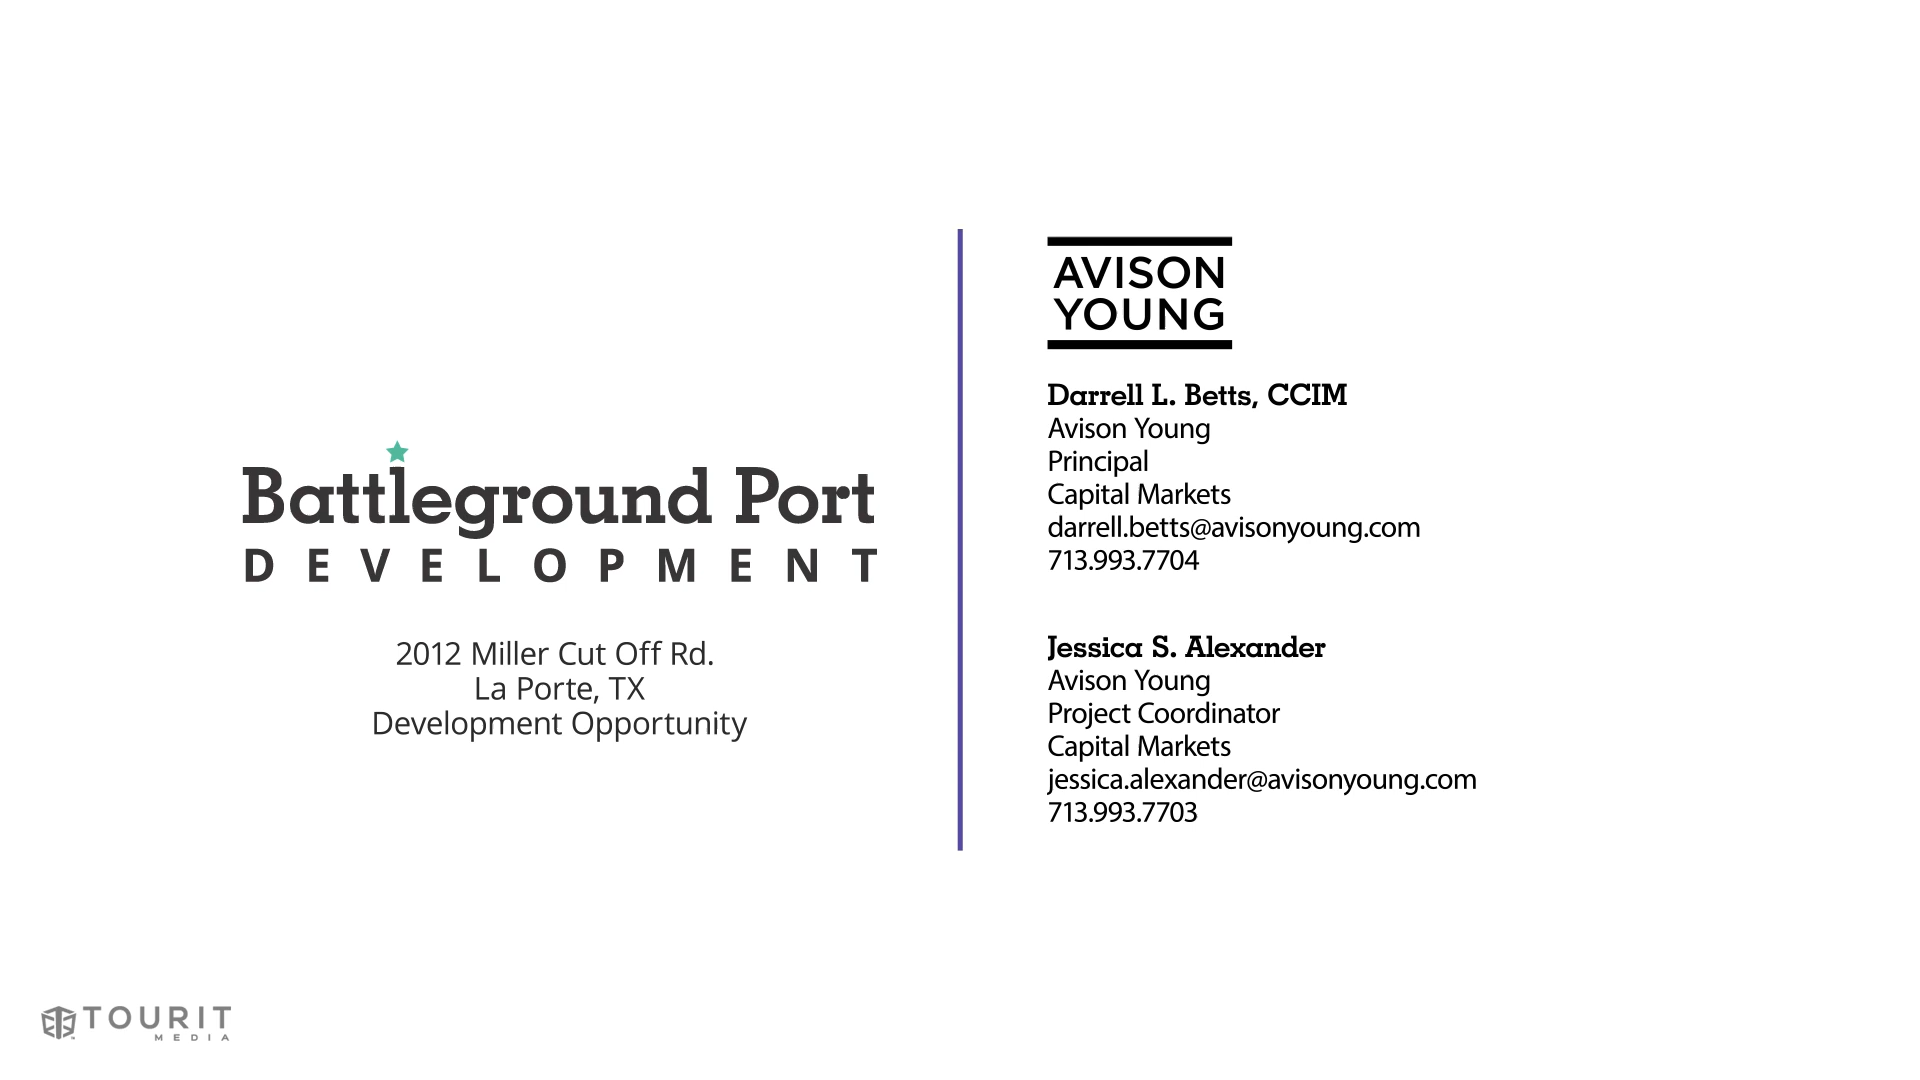 Battleground Port
DEVELOPMENT
2012 Miller Cut Off Rd.
La Porte, TX
Development Opportunity
AVISON
YOUNG
Darrell L. Betts, CCIM
Avison Young
Principal
Capital Markets
darrell.betts@avisonyoung.com
713.993.7704
Jessica S. Alexander
Avison Young
Project Coordinator
Capital Markets
jessica.alexander@avisonyoung.com
713.993.7703
TOURIT
MEDIA